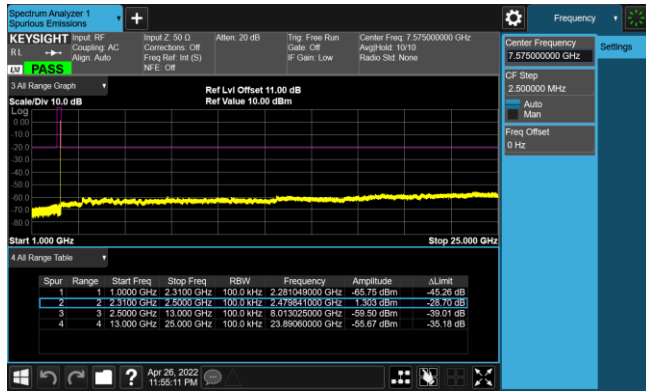 Spectrum Analyzer 1
Spurious Emissions
+
Frequency
KEYSIGHT
Input: RF
Input Z: 50 Ω
Atten: 20 dB
Trig: Free Run
Center Freq: 7.575000000 GHz
RL
Coupling: AC
Corrections: Off
Gate: Off
Avg|Hold: 10/10
Align: Auto
Freq Ref: Int (S)
IF Gain: Low
Radio Std: None
NFE: Off
LXI
PASS
Center Frequency
7.575000000 GHz
Settings
CF Step
2.500000 MHz
Auto
Man
Freq Offset
0 Hz
3 All Range Graph
Ref Lvl Offset 11.00 dB
Scale/Div 10.0 dB
Ref Value 10.00 dBm
Log
0.00
-10.0
-20.0
-30.0
-40.0
-50.0
-60.0
-70.0
-80.0
Start 1.000 GHz
Stop 25.000 GHz
4 All Range Table
Spur Range Start Freq Stop Freq RBW Frequency Amplitude ΔLimit
1 1 1.0000 GHz 2.3100 GHz 100.0 kHz 2.281049000 GHz -65.75 dBm -45.26 dB
2 2 2.3100 GHz 2.5000 GHz 100.0 kHz 2.479841000 GHz 1.303 dBm -28.70 dB
3 3 2.5000 GHz 13.000 GHz 100.0 kHz 8.013025000 GHz -59.50 dBm -39.01 dB
4 4 13.000 GHz 25.000 GHz 100.0 kHz 23.89060000 GHz -55.67 dBm -35.18 dB
?
Apr 26, 2022
11:55:11 PM